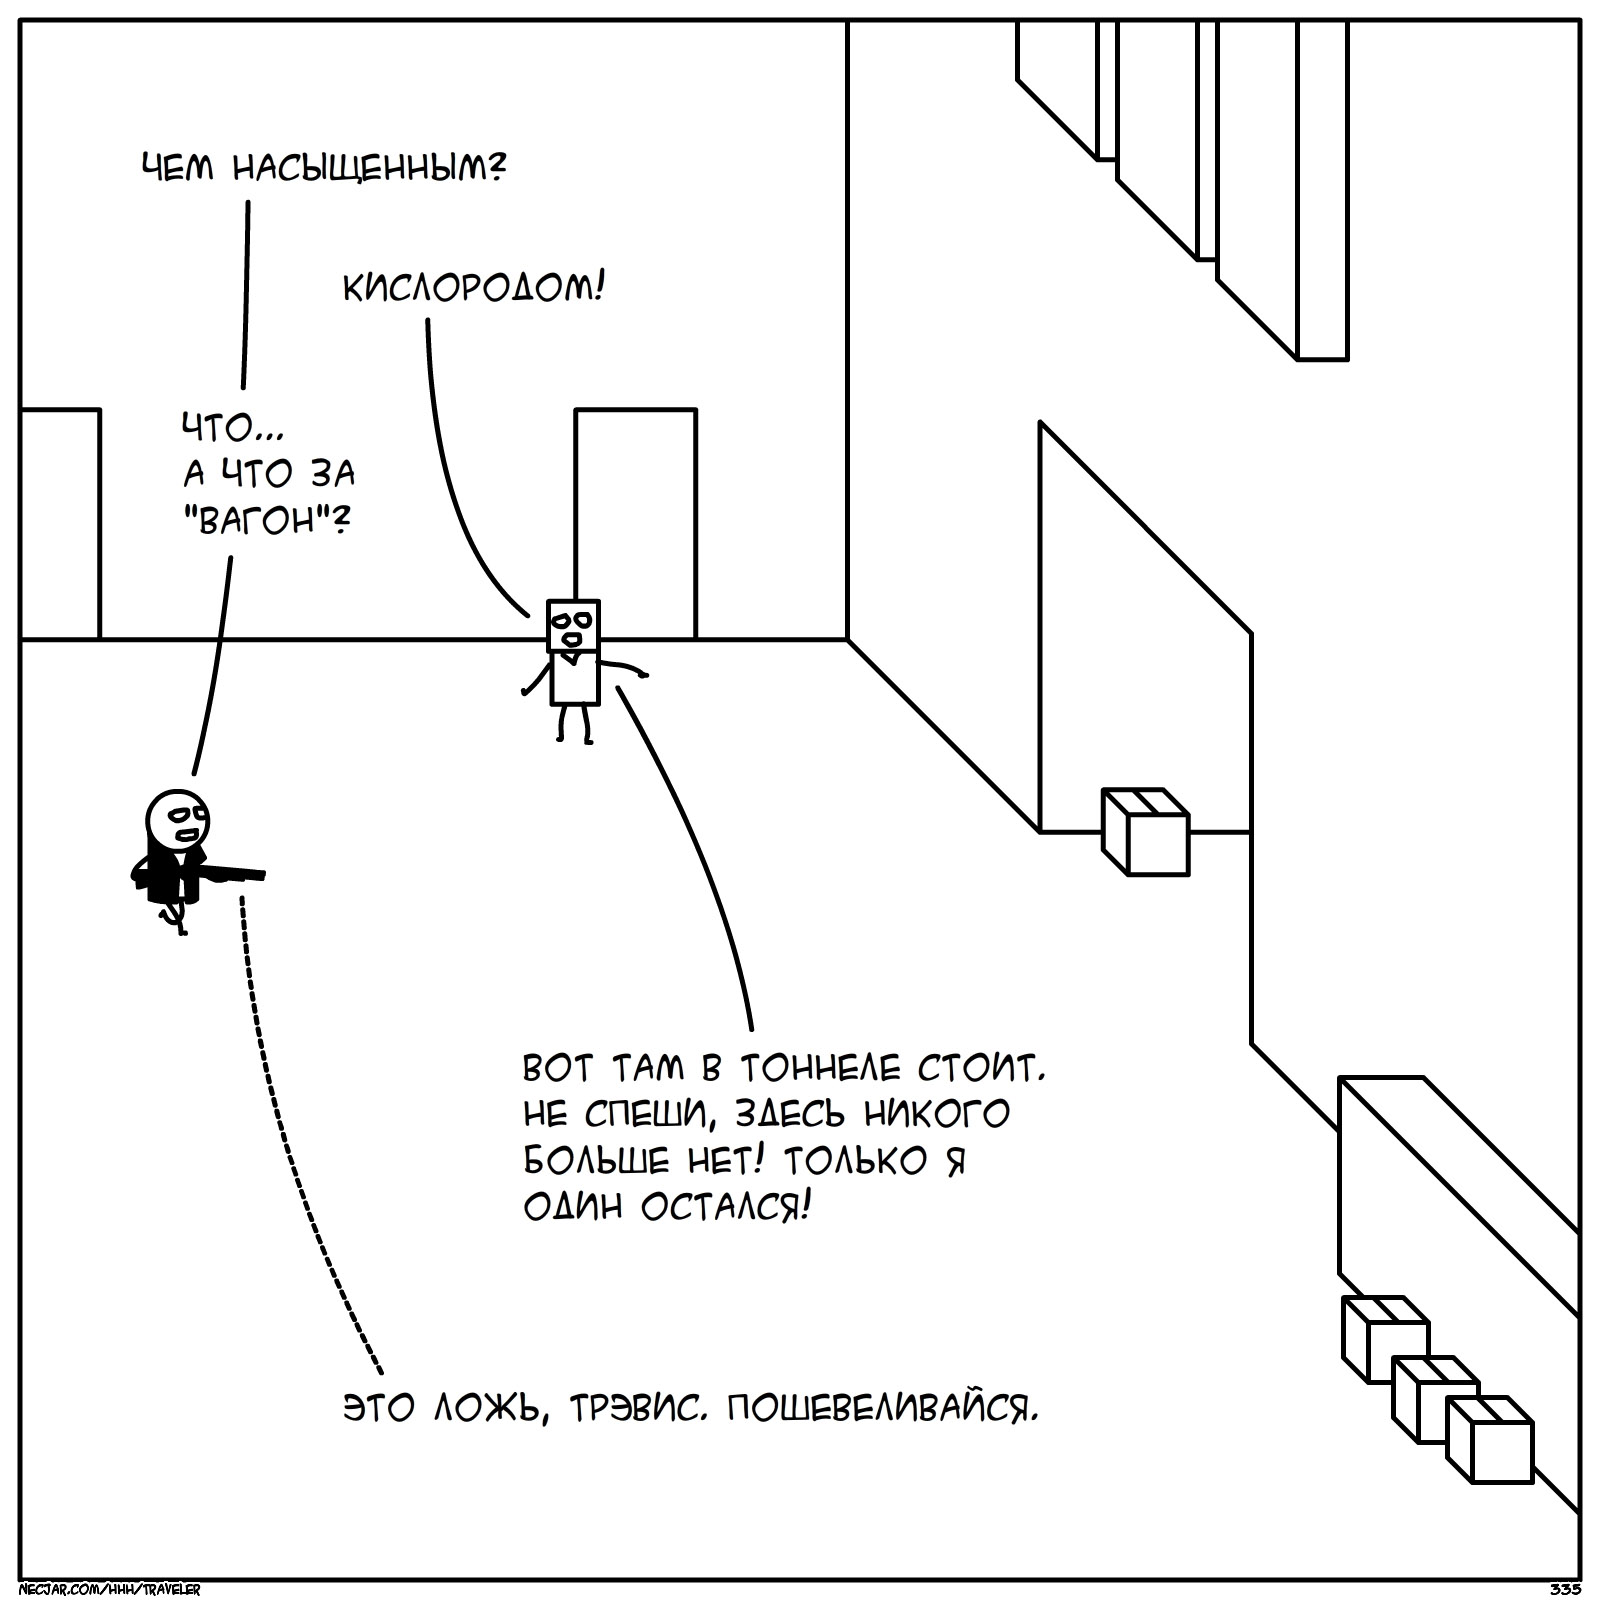 ЧЕМ НАСЫЩЕННЫМ?
КИСЛОРОДОМ!
ЧТО...
А ЧТО ЗА
"ВАГОН"?
ВОТ ТАМ В ТОННЕЛЕ СТОИТ.
НЕ СПЕШИ, ЗДЕСЬ НИКОГО
БОЛЬШЕ НЕТ! ТОЛЬКО Я
ОДИН ОСТАЛСЯ!
ЭТО ЛОЖЬ, ТРЭВИС. ПОШЕВЕЛИВАЙСЯ.
NECJAR.COM/HHH/TRAVELER
335